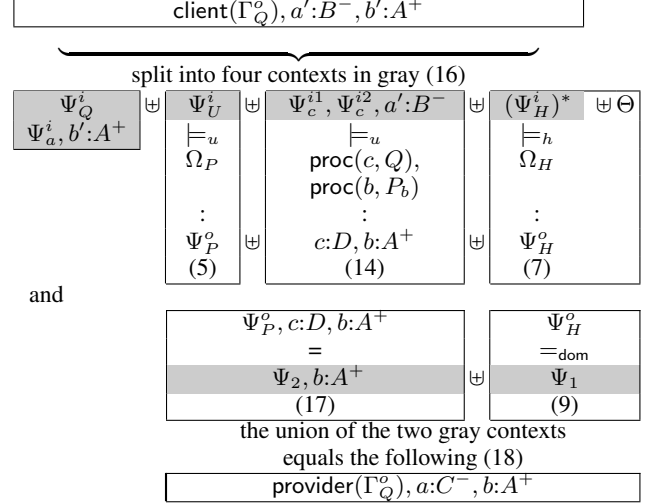 client(Γ_Q^o), a′:B⁻, b′:A⁺
split into four contexts in gray (16)
Ψ_Q^i ⊎ Ψ_U^i ⊎ Ψ_c^{i1}, Ψ_c^{i2}, a′:B⁻ ⊎ (Ψ_H^i)* ⊎ Θ
Ψ_a^i, b′:A⁺ ⊨_u ⊨_u ⊨_h
Ω_P proc(c, Q), Ω_H
proc(b, P_b)
: : :
Ψ_P^o ⊎ c:D, b:A⁺ ⊎ Ψ_H^o
(5) (14) (7)
and
Ψ_P^o, c:D, b:A⁺ Ψ_H^o
= =_dom
Ψ_2, b:A⁺ ⊎ Ψ_1
(17) (9)
the union of the two gray contexts
equals the following (18)
provider(Γ_Q^o), a:C⁻, b:A⁺